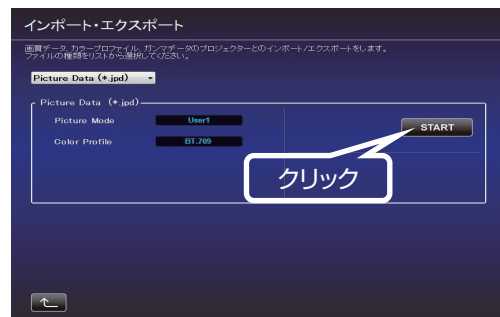 インポート・エクスポート
画質データ、カラープロファイル、ガンマデータのプロジェクターとのインポート/エクスポートをします。
ファイルの種類をリストから選択してください。
Picture Data (*.jpd)
Picture Data (*.jpd)
Picture Mode User1
START
Color Profile BT.709
クリック